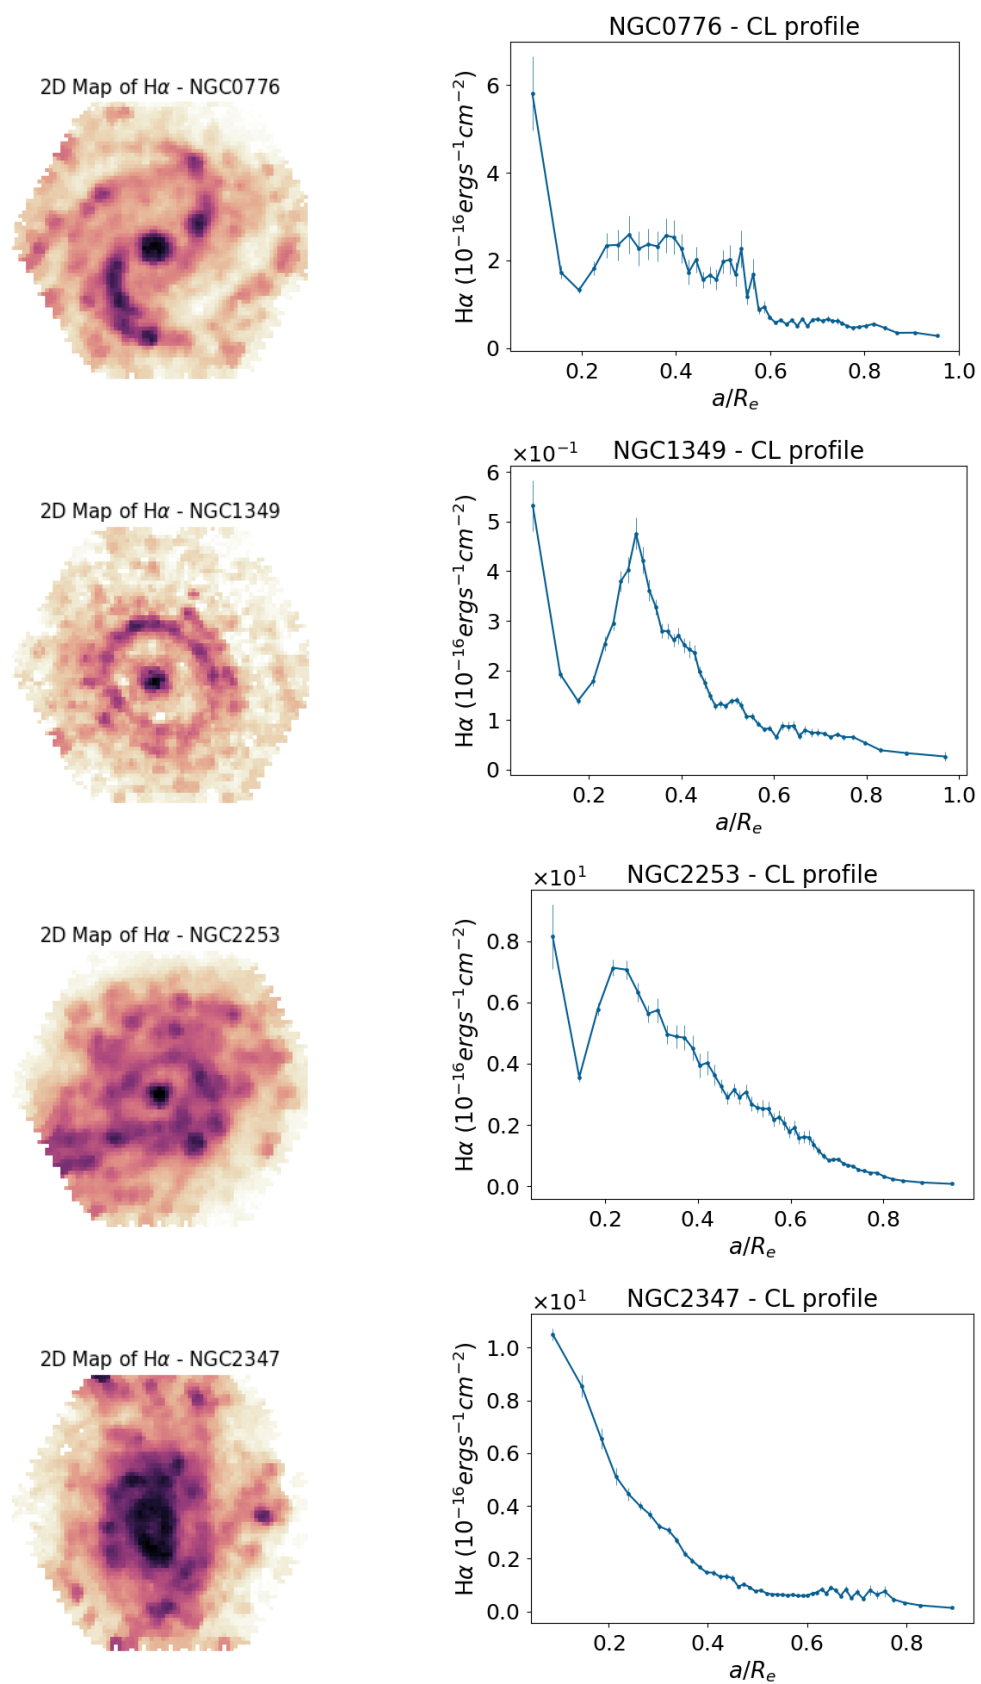 NGC0776 - CL profile
2D Map of Hα - NGC0776
Hα (10⁻¹⁶ergs⁻¹cm⁻²)
6
4
2
0
0.2 0.4 0.6 0.8 1.0
a/Rₑ
×10⁻¹ NGC1349 - CL profile
2D Map of Hα - NGC1349
Hα (10⁻¹⁶ergs⁻¹cm⁻²)
6
5
4
3
2
1
0
0.2 0.4 0.6 0.8 1.0
a/Rₑ
×10¹ NGC2253 - CL profile
2D Map of Hα - NGC2253
Hα (10⁻¹⁶ergs⁻¹cm⁻²)
0.8
0.6
0.4
0.2
0.0
0.2 0.4 0.6 0.8
a/Rₑ
×10¹ NGC2347 - CL profile
2D Map of Hα - NGC2347
Hα (10⁻¹⁶ergs⁻¹cm⁻²)
1.0
0.8
0.6
0.4
0.2
0.0
0.2 0.4 0.6 0.8
a/Rₑ